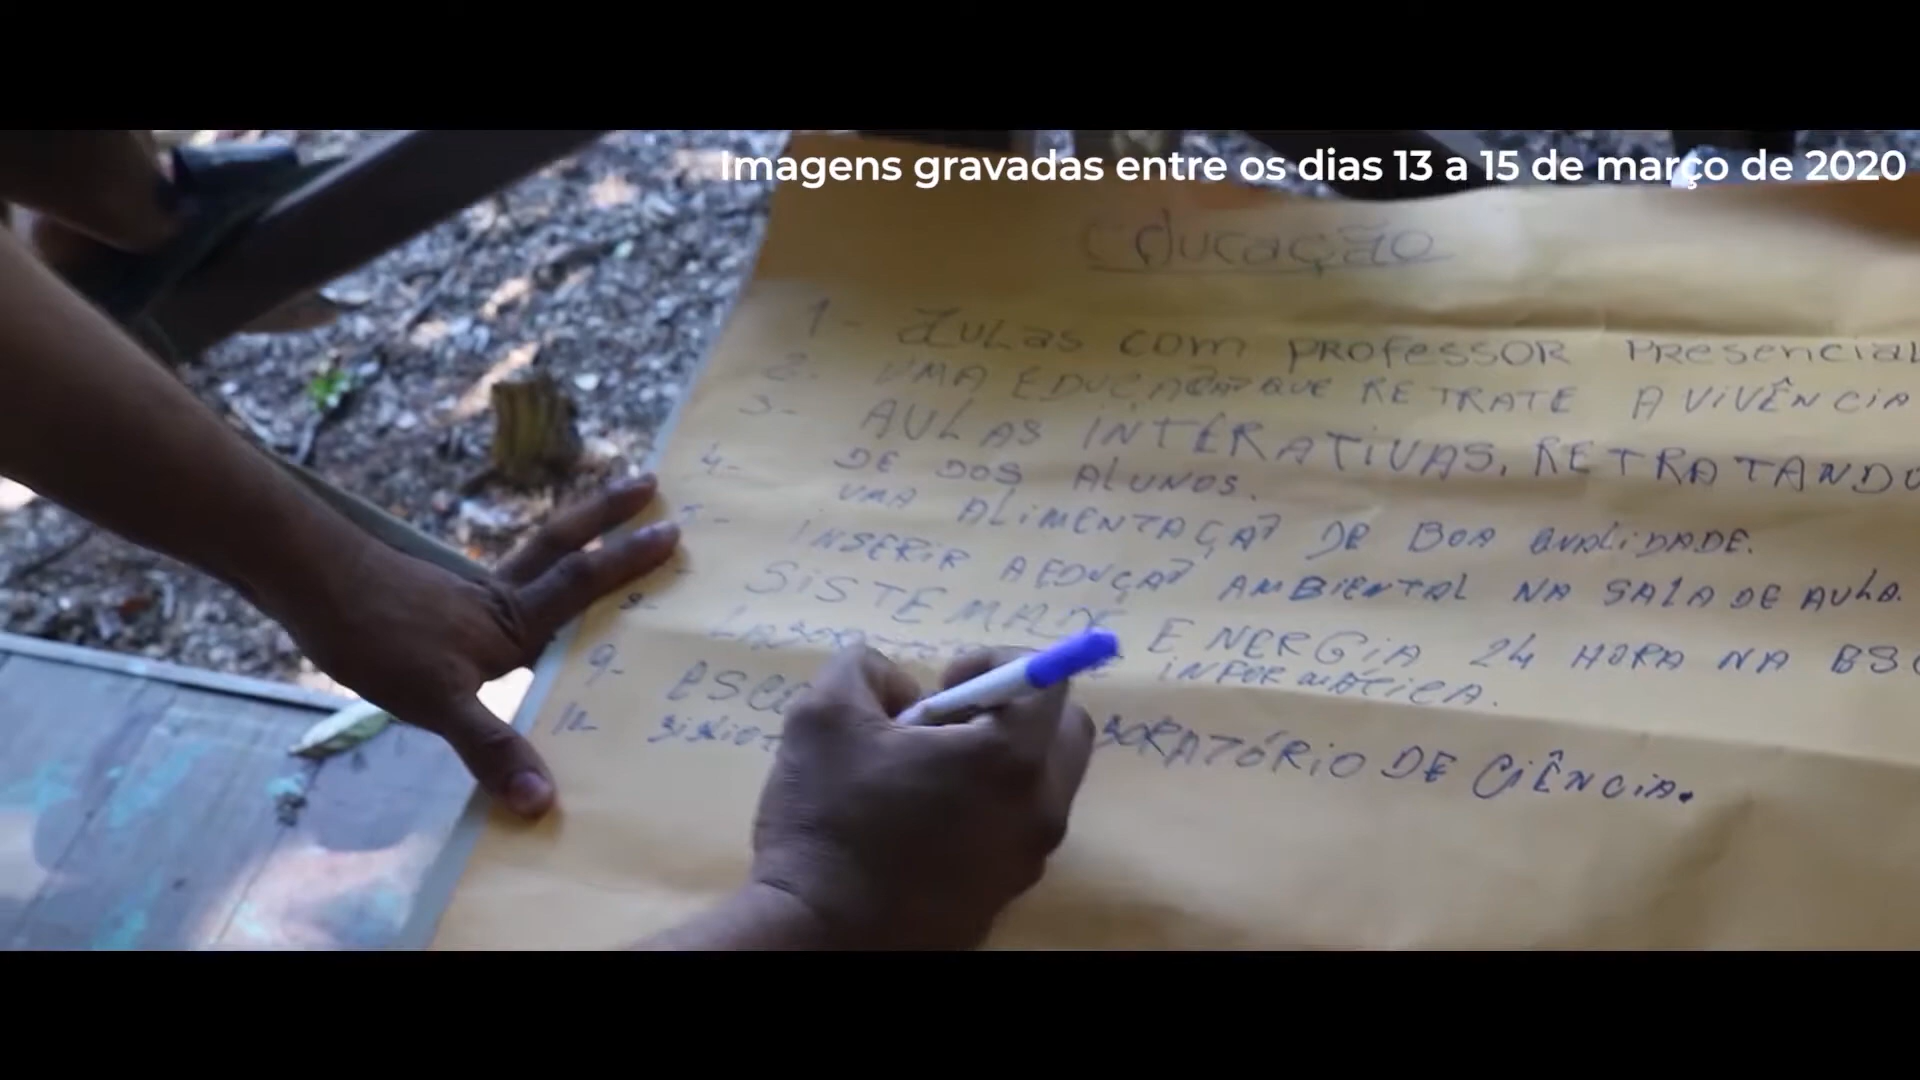 Imagens gravadas entre os dias 13 a 15 de março de 2020
Educação
1- Aulas com professor presencial
2- UMA EDUCAÇÃO QUE RETRATE A VIVÊNCIA
3- AULAS INTERATIVAS, RETRATANDO
DE DOS ALUNOS.
4- UMA ALIMENTAÇÃO DE BOA QUALIDADE.
5- INSERIR A EDUÇAÇÃO AMBIENTAL NA SALA DE AULA.
SISTEMA DE ENERGIA 24 HORA NA
8- INFORMÁTICA.
9- DE CIÊNCIA.